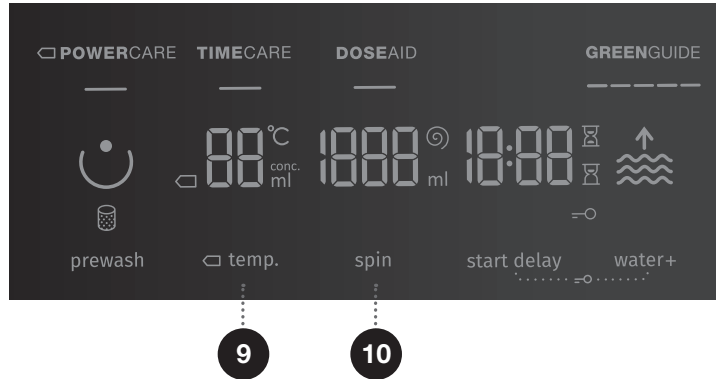 POWERCARE TIMECARE DOSEAID GREENGUIDE
88 °C 1888 18:88
conc.
ml ml
prewash temp. spin start delay water+
9 10